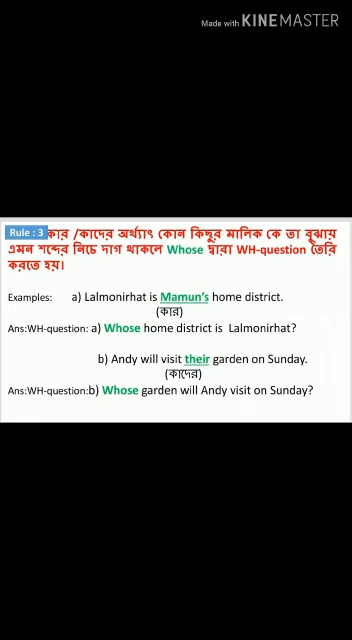 Made with KINEMASTER
Rule : 3 কার /কাদের অর্থ্যাৎ কোন কিছুর মালিক কে তা বুঝায়
এমন শব্দের নিচে দাগ থাকলে Whose দ্বারা WH-question তৈরি
করতে হয়।
Examples: a) Lalmonirhat is Mamun's home district.
(কার)
Ans:WH-question: a) Whose home district is Lalmonirhat?
b) Andy will visit their garden on Sunday.
(কাদের)
Ans:WH-question:b) Whose garden will Andy visit on Sunday?